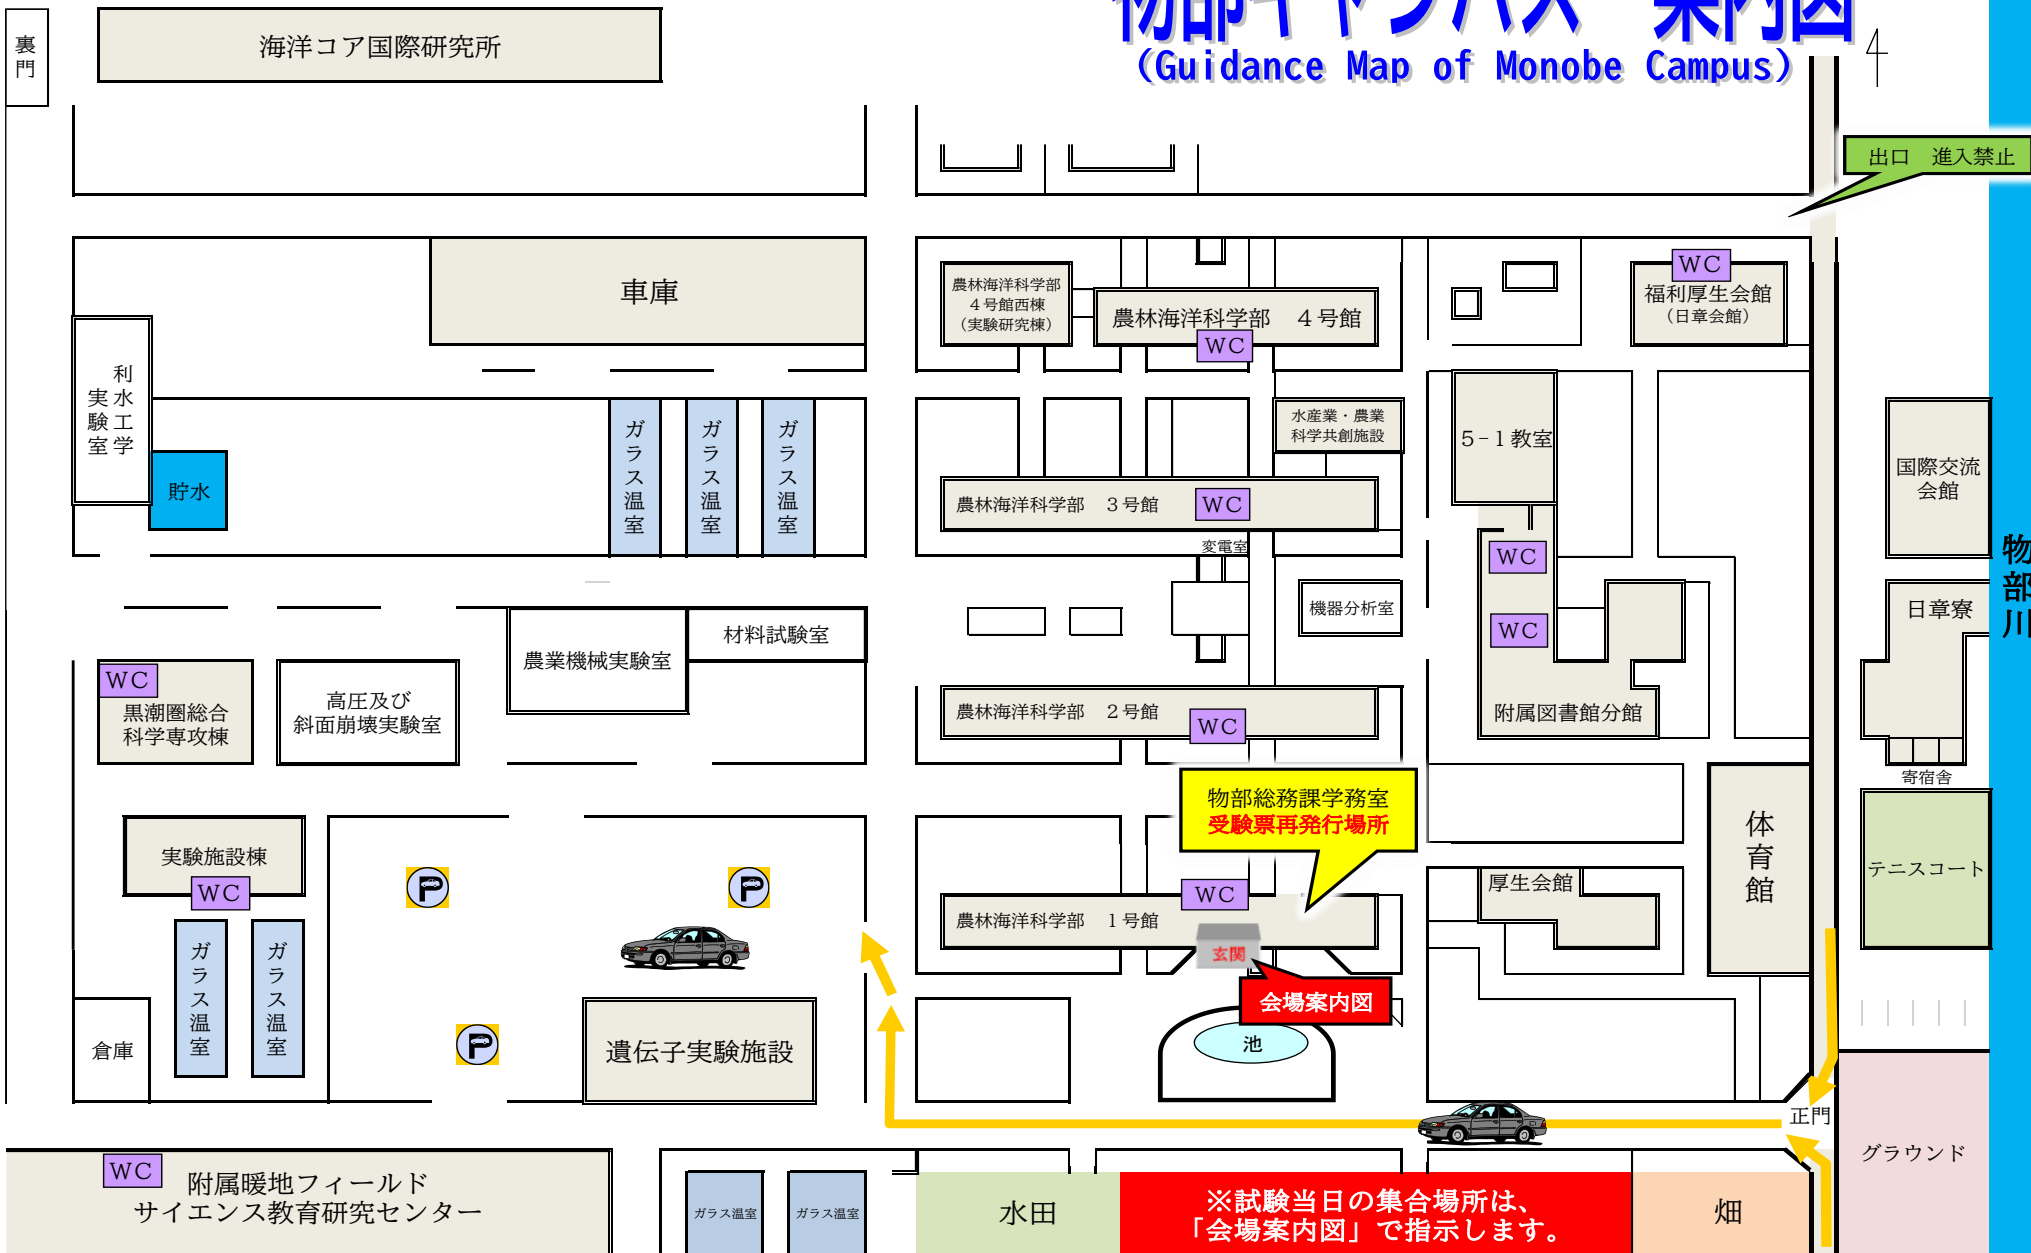 物部キャンパス　案内図
(Guidance Map of Monobe Campus)
裏門
海洋コア国際研究所
出口　進入禁止
車庫
農林海洋科学部
４号館西棟
（実験研究棟）
農林海洋科学部　４号館
WC
WC
福利厚生会館
（日章会館）
利水工学
実験室
貯水
ガラス温室
ガラス温室
ガラス温室
水産業・農業
科学共創施設
５−１教室
国際交流
会館
農林海洋科学部　３号館
WC
変電室
WC
物部川
機器分析室
WC
日章寮
材料試験室
農業機械実験室
WC
黒潮圏総合
科学専攻棟
高圧及び
斜面崩壊実験室
農林海洋科学部　２号館
WC
附属図書館分館
寄宿舎
物部総務課学務室
受験票再発行場所
体育館
実験施設棟
WC
P
P
WC
農林海洋科学部　１号館
厚生会館
テニスコート
玄関
会場案内図
ガラス温室
ガラス温室
倉庫
P
遺伝子実験施設
池
正門
グラウンド
WC
附属暖地フィールド
サイエンス教育研究センター
ガラス温室
ガラス温室
水田
※試験当日の集合場所は、
「会場案内図」で指示します。
畑